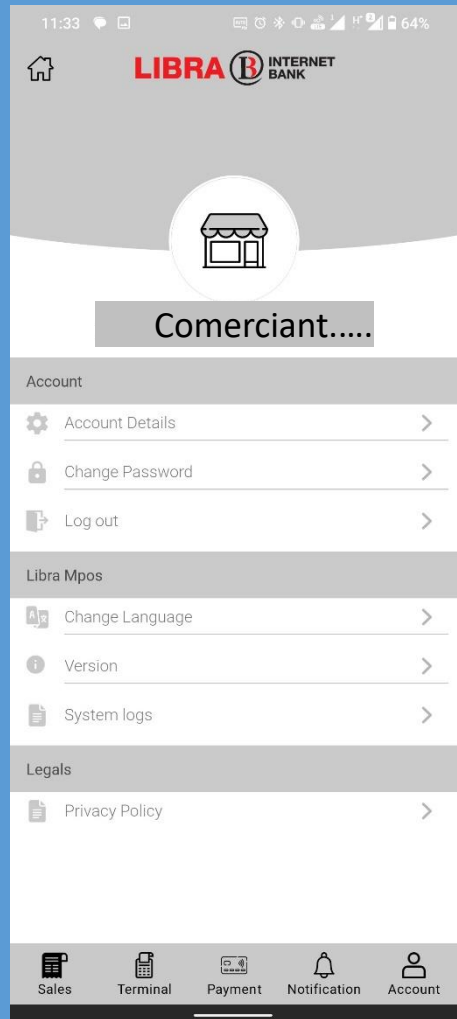 11:33 64%
LIBRA B INTERNET
BANK
Comerciant.....
Account
Account Details
Change Password
Log out
Libra Mpos
Change Language
Version
System logs
Legals
Privacy Policy
Sales Terminal Payment Notification Account